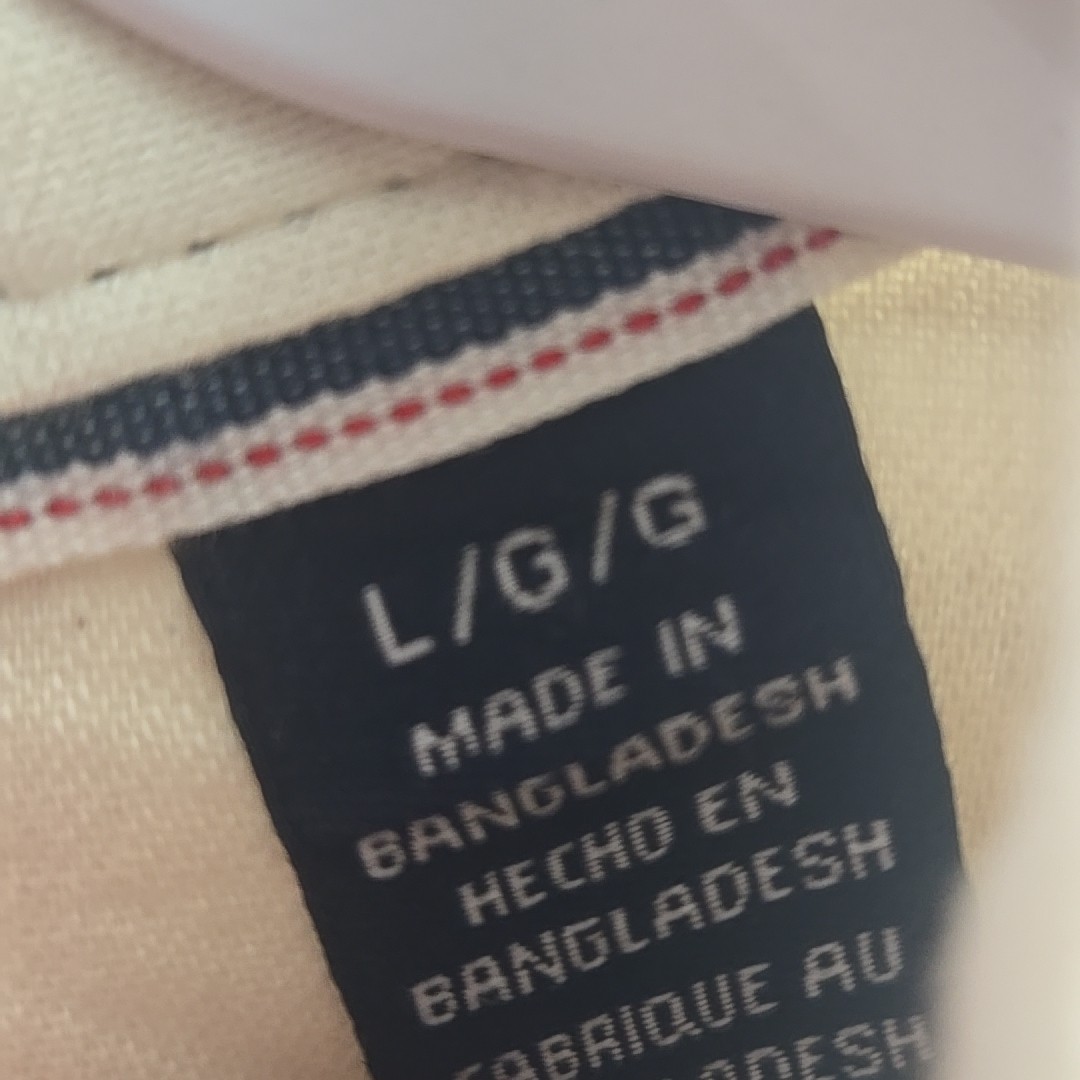 L/G/G
MADE IN
BANGLADESH
HECHO EN
BANGLADESH
FABRIQUE AU